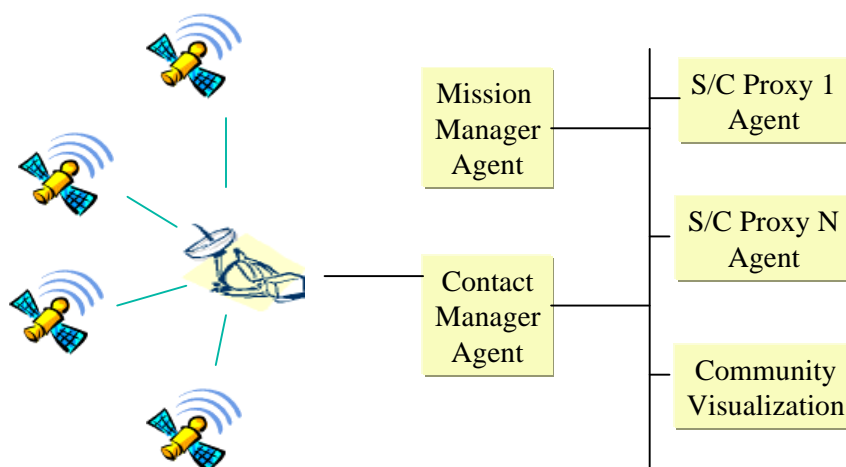 Mission
Manager
Agent
Contact
Manager
Agent
S/C Proxy 1
Agent
S/C Proxy N
Agent
Community
Visualization